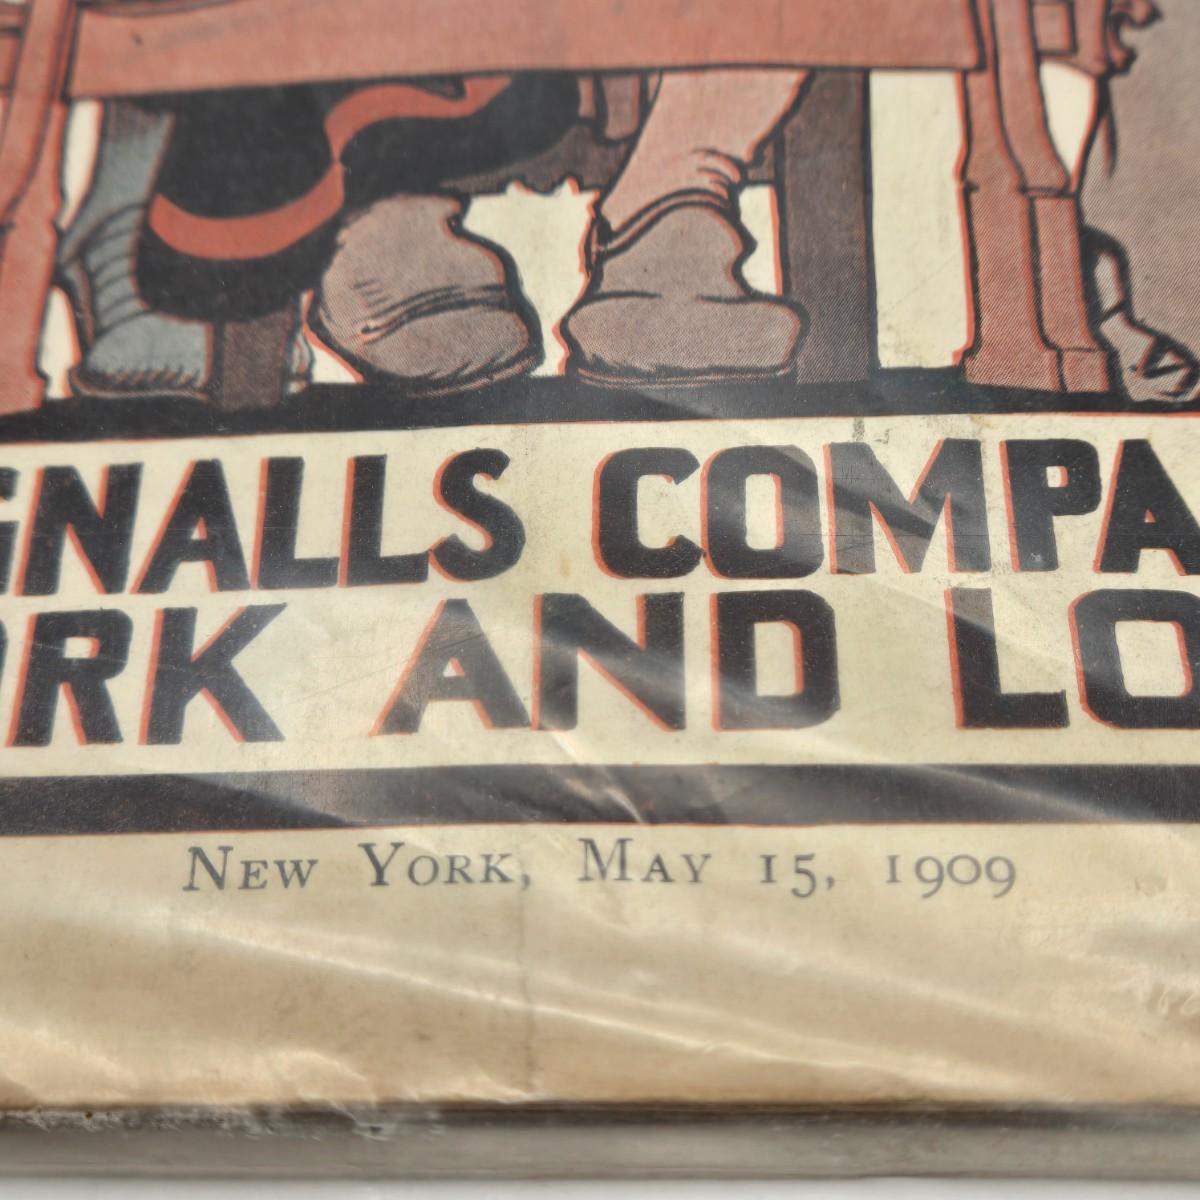 GNALLS COMPA
ORK AND LO
NEW YORK, MAY 15, 1909